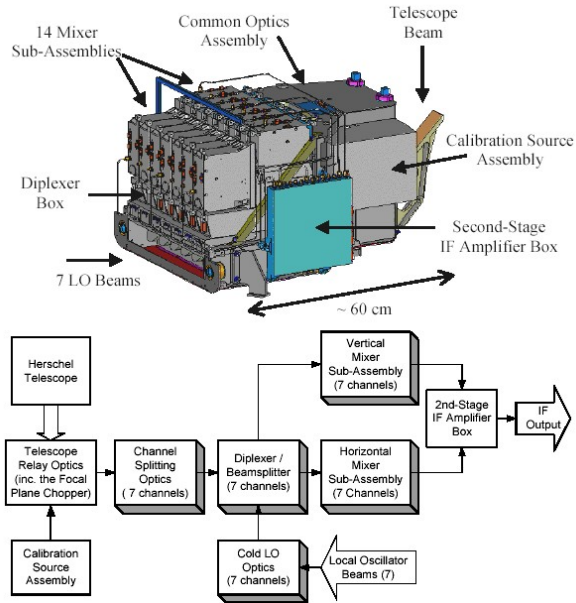 14 Mixer
Sub-Assemblies
Common Optics
Assembly
Telescope
Beam
Calibration Source
Assembly
Diplexer
Box
Second-Stage
IF Amplifier Box
7 LO Beams
~ 60 cm
Herschel
Telescope
Vertical
Mixer
Sub-Assembly
(7 channels)
2nd-Stage
IF Amplifier
Box
IF
Output
Telescope
Relay Optics
(inc. the Focal
Plane Chopper)
Channel
Splitting
Optics
( 7 channels)
Diplexer /
Beamsplitter
(7 channels)
Horizontal
Mixer
Sub-Assembly
(7 Channels)
Calibration
Source
Assembly
Cold LO
Optics
(7 channels)
Local Oscillator
Beams (7)